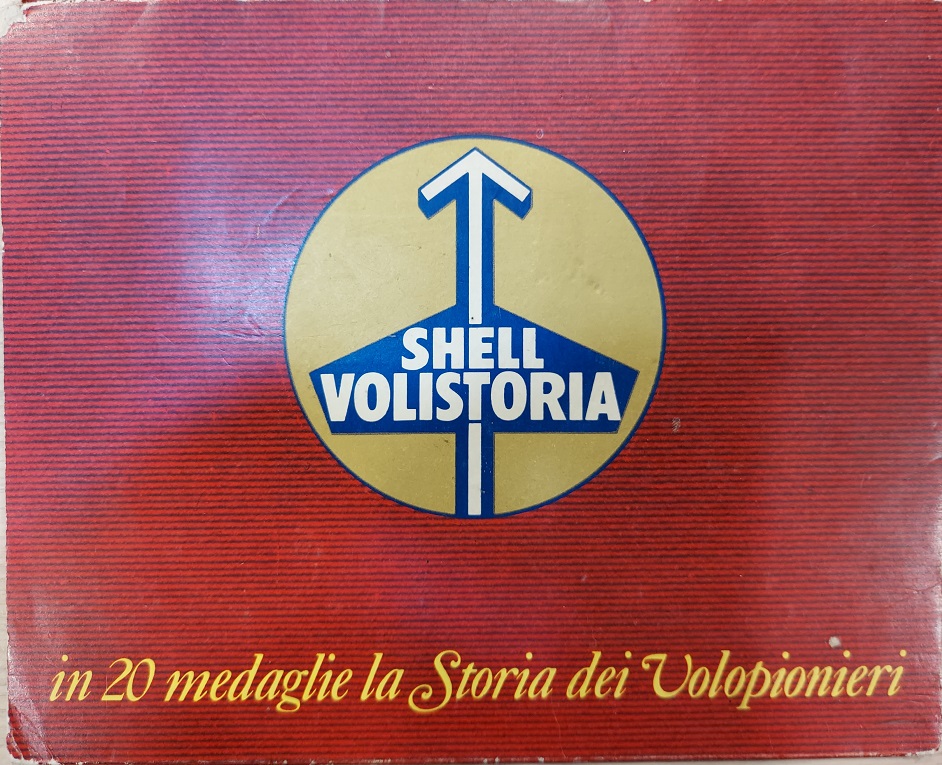 SHELL
VOLISTORIA
in 20 medaglie la Storia dei Volopionieri